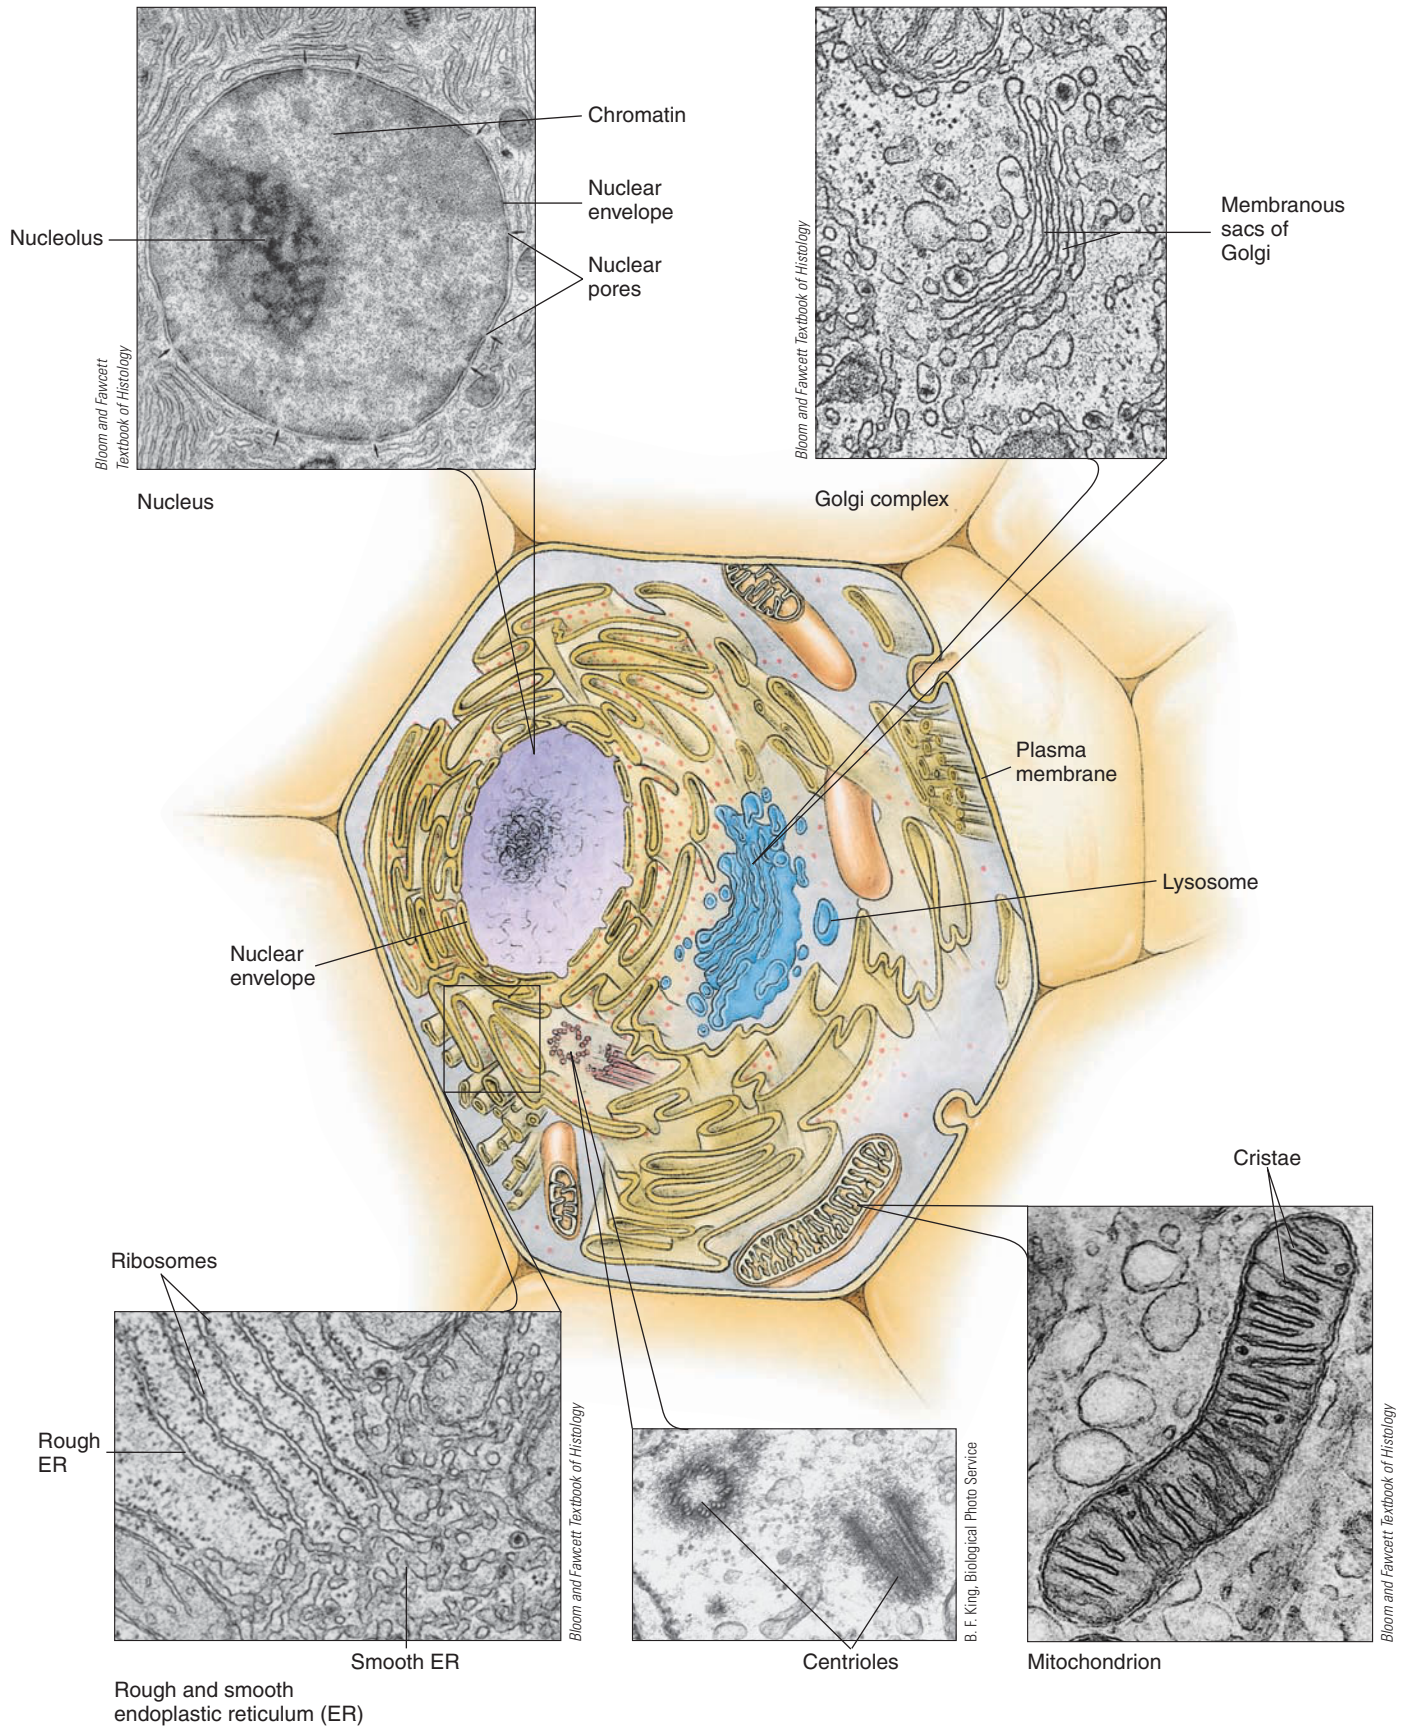 Chromatin
Nuclear
envelope
Nucleolus
Nuclear
pores
Bloom and Fawcett
Textbook of Histology
Nucleus
Membranous
sacs of
Golgi
Bloom and Fawcett Textbook of Histology
Golgi complex
Plasma
membrane
Lysosome
Nuclear
envelope
Cristae
Ribosomes
Rough
ER
Bloom and Fawcett Textbook of Histology
Smooth ER
Rough and smooth
endoplastic reticulum (ER)
B. F. King, Biological Photo Service
Centrioles
Bloom and Fawcett Textbook of Histology
Mitochondrion